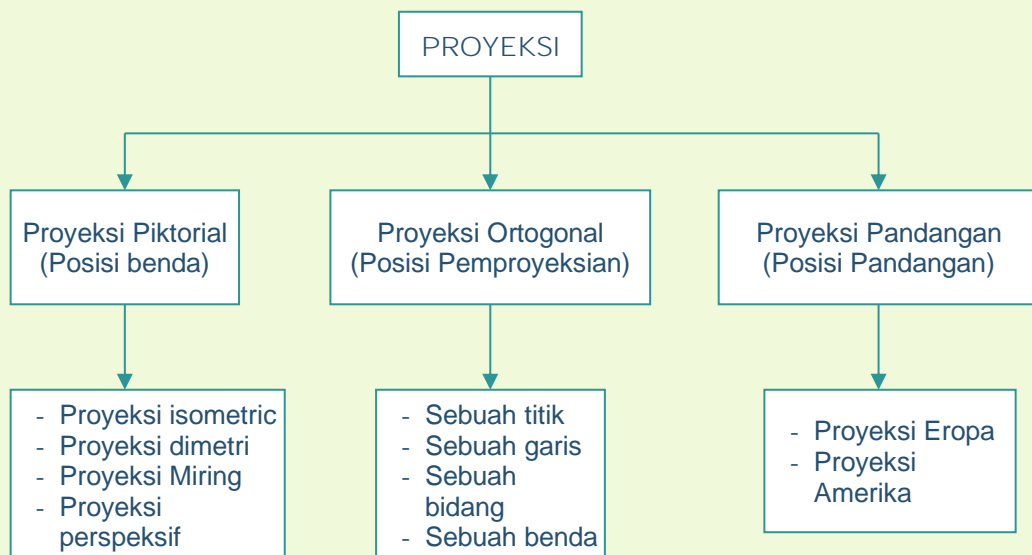 PROYEKSI
Proyeksi Piktorial
(Posisi benda)
Proyeksi Ortogonal
(Posisi Pemproyeksian)
Proyeksi Pandangan
(Posisi Pandangan)
- Proyeksi isometric
- Proyeksi dimetri
- Proyeksi Miring
- Proyeksi
perspeksif
- Sebuah titik
- Sebuah garis
- Sebuah
bidang
- Sebuah benda
- Proyeksi Eropa
- Proyeksi
Amerika